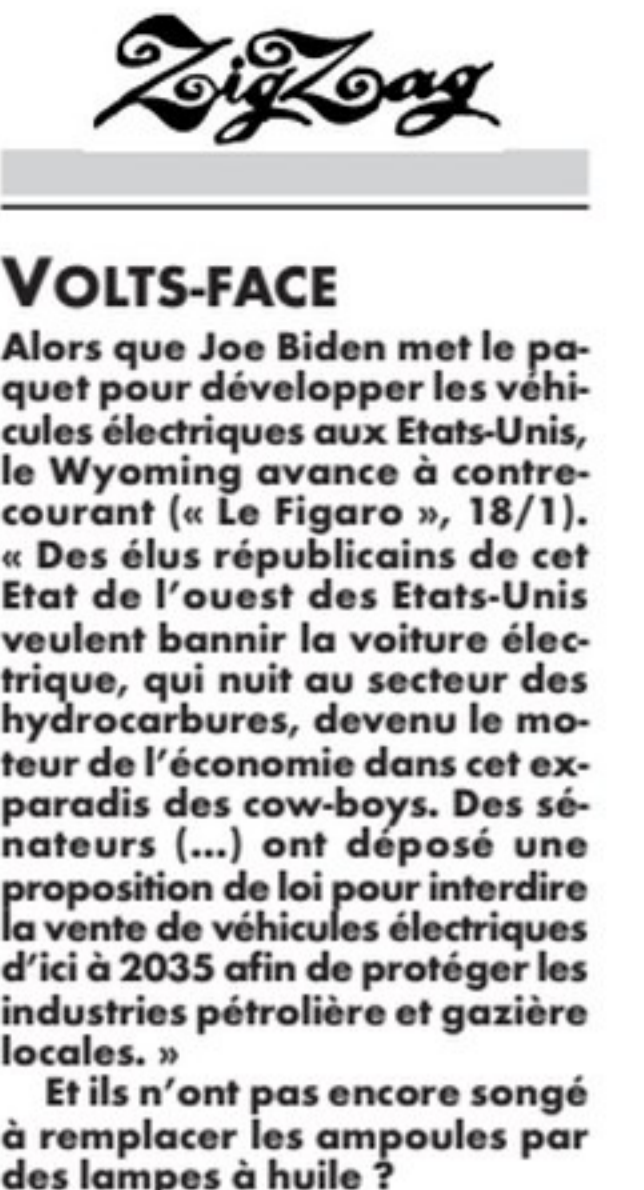 ZigZag
VOLTS-FACE
Alors que Joe Biden met le pa-
quet pour développer les véhi-
cules électriques aux Etats-Unis,
le Wyoming avance à contre-
courant (« Le Figaro », 18/1).
« Des élus républicains de cet
Etat de l'ouest des Etats-Unis
veulent bannir la voiture élec-
trique, qui nuit au secteur des
hydrocarbures, devenu le mo-
teur de l'économie dans cet ex-
paradis des cow-boys. Des sé-
nateurs (...) ont déposé une
proposition de loi pour interdire
la vente de véhicules électriques
d'ici à 2035 afin de protéger les
industries pétrolière et gazière
locales. »
Et ils n'ont pas encore songé
à remplacer les ampoules par
des lampes à huile ?